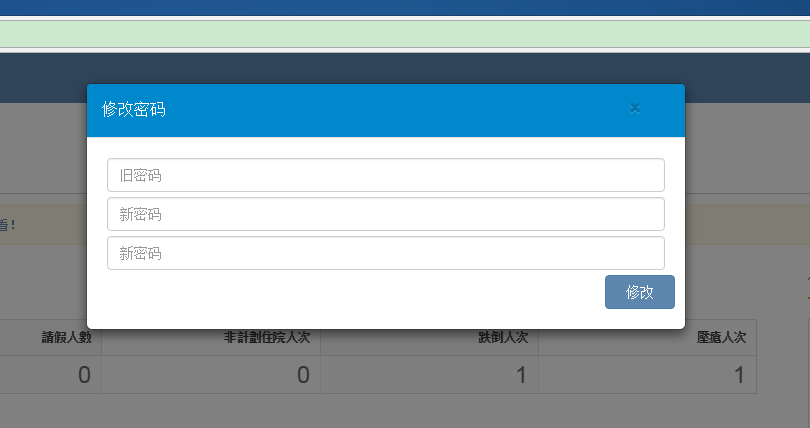 修改密码
×
旧密码
新密码
新密码
修改
看!
請假人數 非計劃住院人次 跌倒人次 壓瘡人次
0 0 1 1